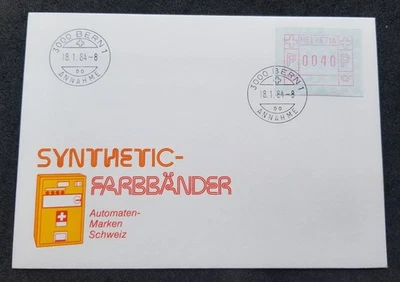 3000 BERN 1
18.1.84-8
ANNAHME
HELVETIA
P 0040 P
3000 BERN 1
18.1.84-8
ANNAHME
SYNTHETIC-
FARBBÄNDER
Automaten-
Marken
Schweiz